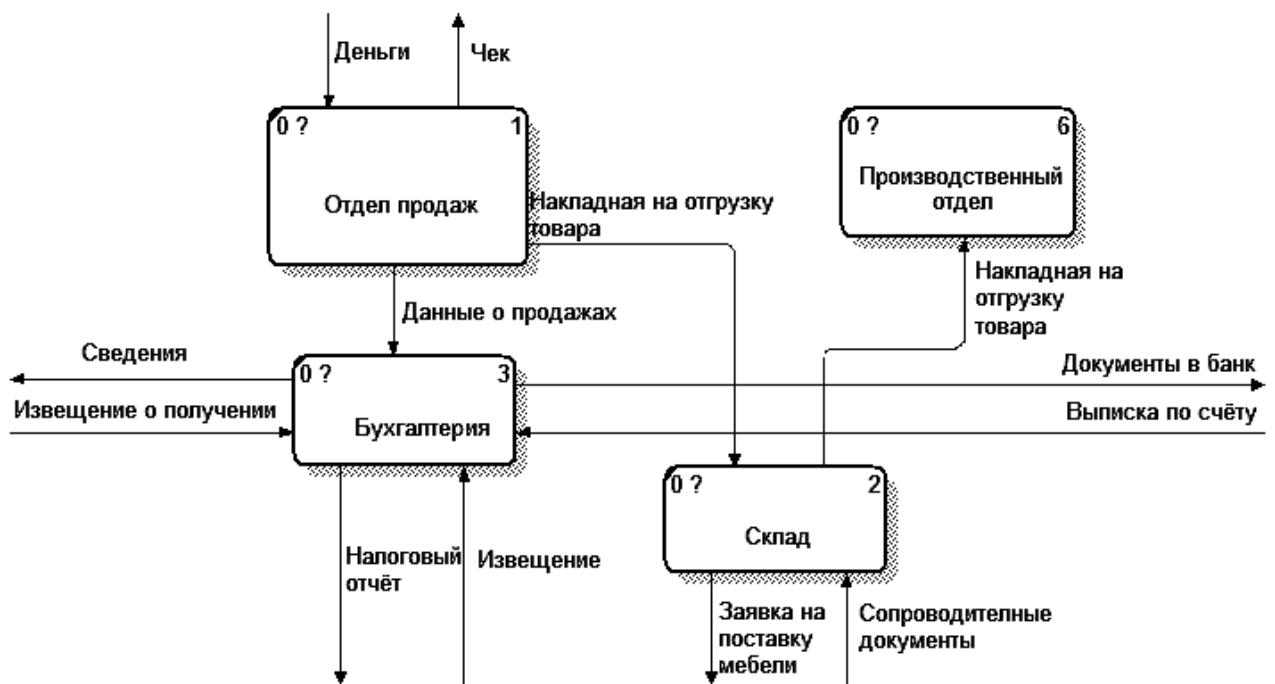 Деньги
Чек
0 ?
1
Отдел продаж
0 ?
6
Производственный
отдел
Накладная на отгрузку
товара
Накладная на
отгрузку
товара
Данные о продажах
Сведения
Извещение о получении
0 ?
3
Бухгалтерия
Документы в банк
Выписка по счёту
0 ?
2
Склад
Налоговый
отчёт
Извещение
Заявка на
поставку
мебели
Сопроводителные
документы